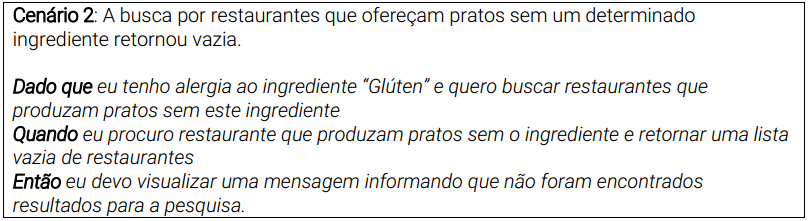 Cenário 2: A busca por restaurantes que ofereçam pratos sem um determinado
ingrediente retornou vazia.
Dado que eu tenho alergia ao ingrediente “Glúten” e quero buscar restaurantes que
produzam pratos sem este ingrediente
Quando eu procuro restaurante que produzam pratos sem o ingrediente e retornar uma lista
vazia de restaurantes
Então eu devo visualizar uma mensagem informando que não foram encontrados
resultados para a pesquisa.